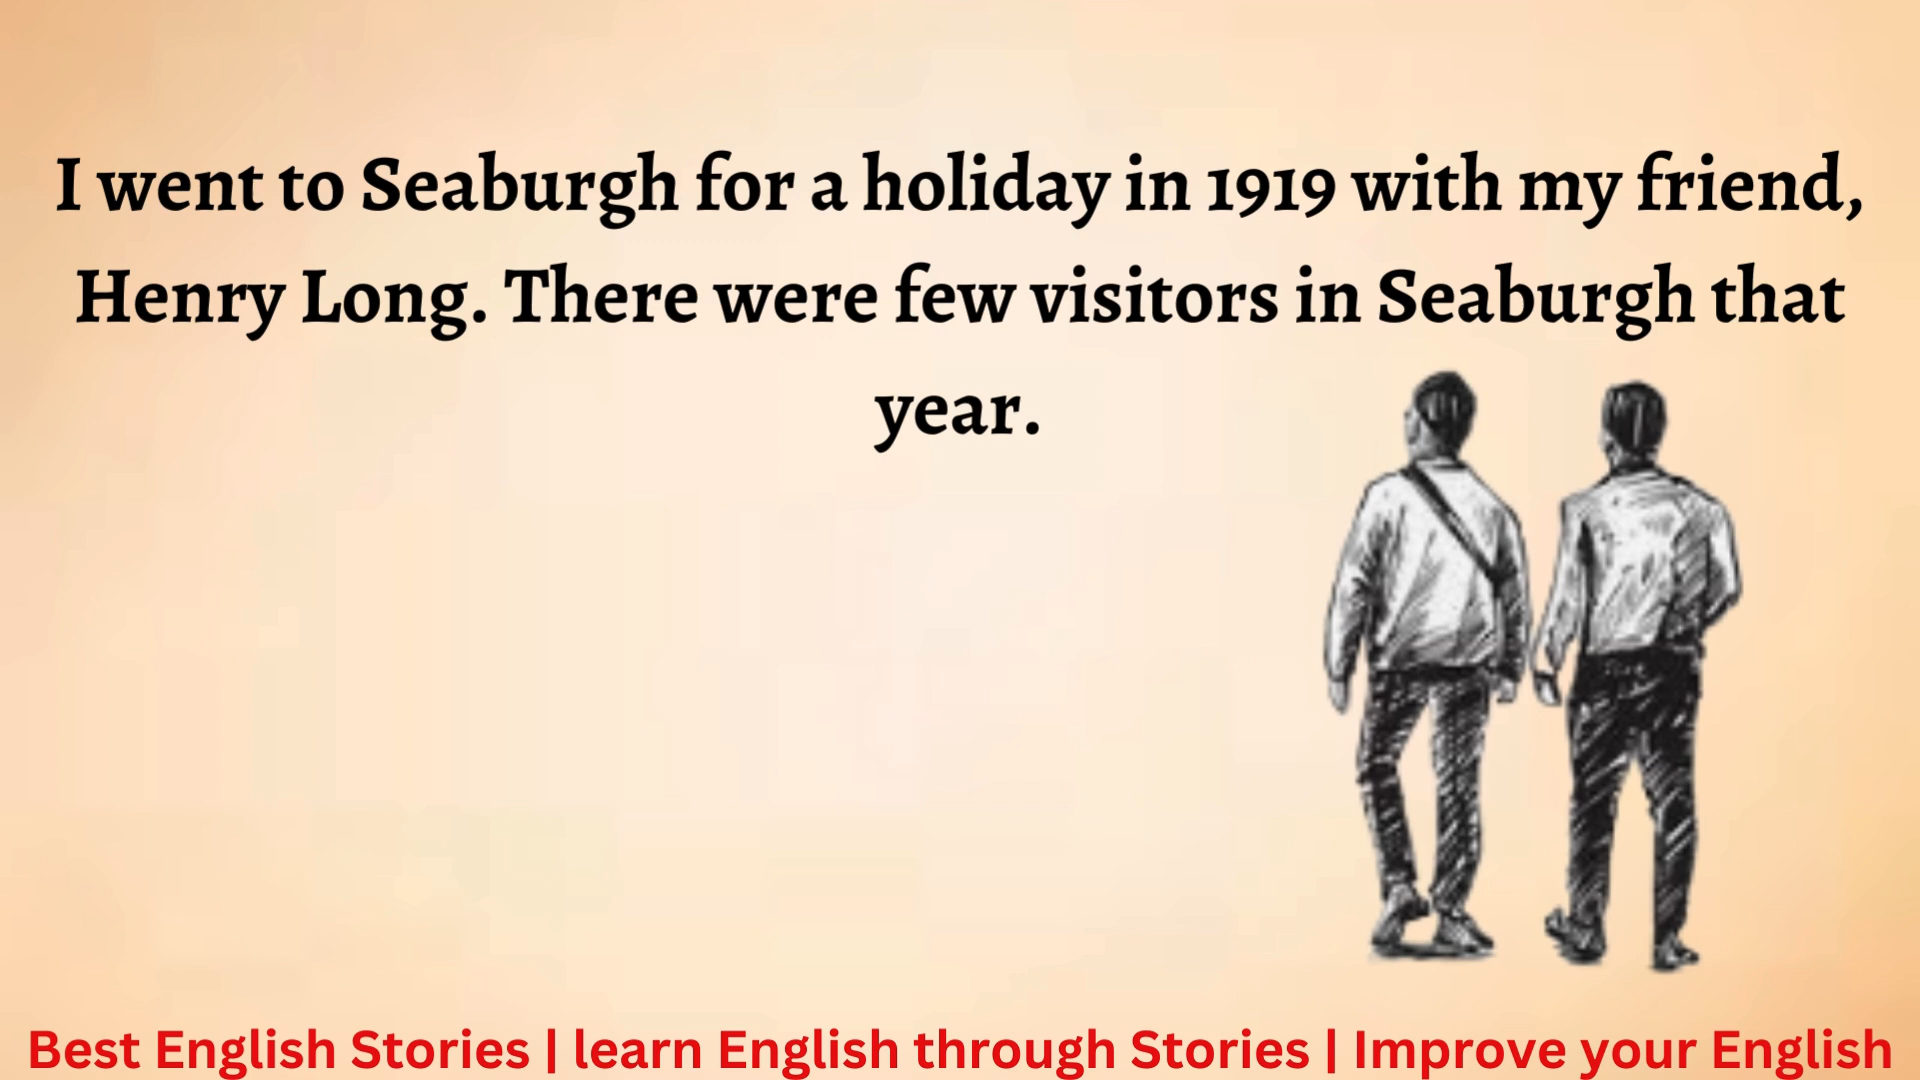 I went to Seaburgh for a holiday in 1919 with my friend,
Henry Long. There were few visitors in Seaburgh that
year.
Best English Stories | learn English through Stories | Improve your English